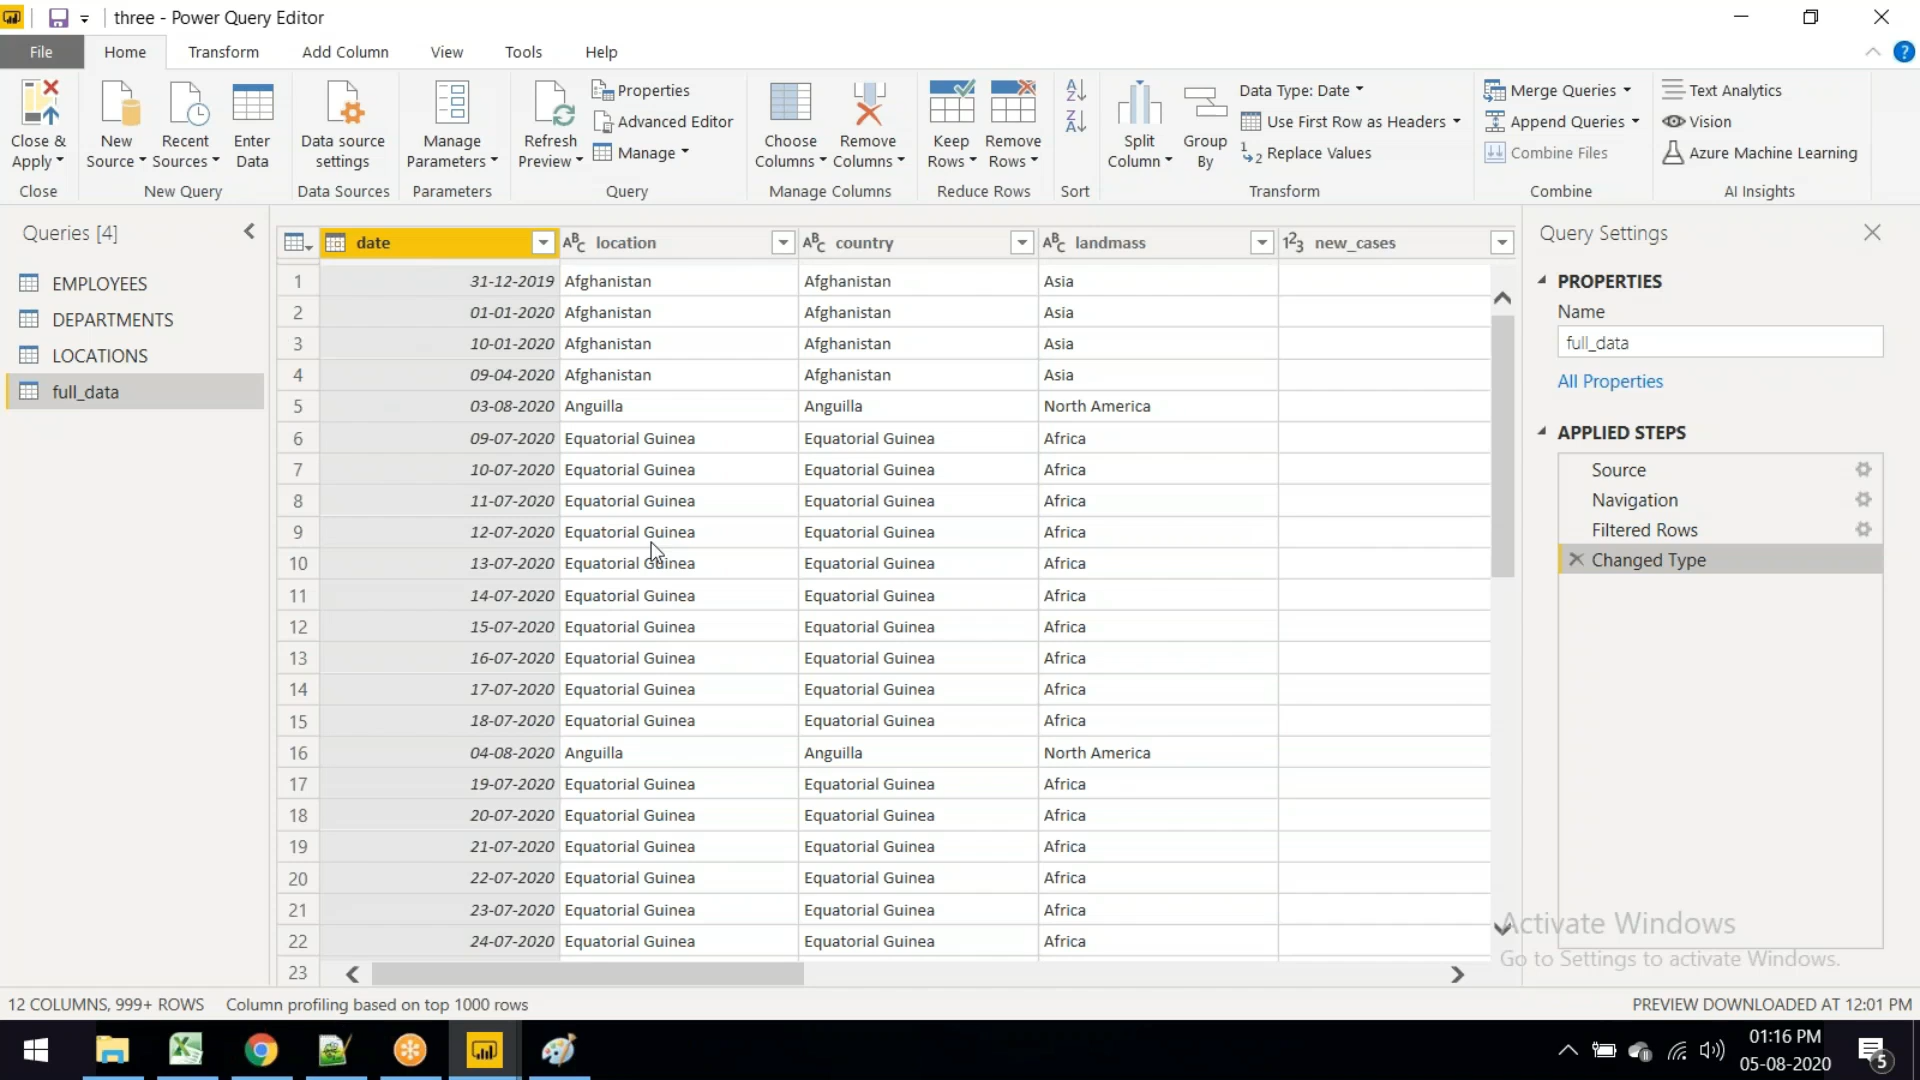 three - Power Query Editor
File Home Transform Add Column View Tools Help
Close & Apply
New Source
Recent Sources
Enter Data
Data source settings
Manage Parameters
Refresh Preview
Properties
Advanced Editor
Manage
Choose Columns
Remove Columns
Keep Rows
Remove Rows
Split Column
Group By
Data Type: Date
Use First Row as Headers
Replace Values
Merge Queries
Append Queries
Combine Files
Text Analytics
Vision
Azure Machine Learning
Close New Query Data Sources Parameters Query Manage Columns Reduce Rows Sort Transform Combine AI Insights
Queries [4]
EMPLOYEES
DEPARTMENTS
LOCATIONS
full_data
date location country landmass new_cases
1 31-12-2019 Afghanistan Afghanistan Asia
2 01-01-2020 Afghanistan Afghanistan Asia
3 10-01-2020 Afghanistan Afghanistan Asia
4 09-04-2020 Afghanistan Afghanistan Asia
5 03-08-2020 Anguilla Anguilla North America
6 09-07-2020 Equatorial Guinea Equatorial Guinea Africa
7 10-07-2020 Equatorial Guinea Equatorial Guinea Africa
8 11-07-2020 Equatorial Guinea Equatorial Guinea Africa
9 12-07-2020 Equatorial Guinea Equatorial Guinea Africa
10 13-07-2020 Equatorial Guinea Equatorial Guinea Africa
11 14-07-2020 Equatorial Guinea Equatorial Guinea Africa
12 15-07-2020 Equatorial Guinea Equatorial Guinea Africa
13 16-07-2020 Equatorial Guinea Equatorial Guinea Africa
14 17-07-2020 Equatorial Guinea Equatorial Guinea Africa
15 18-07-2020 Equatorial Guinea Equatorial Guinea Africa
16 04-08-2020 Anguilla Anguilla North America
17 19-07-2020 Equatorial Guinea Equatorial Guinea Africa
18 20-07-2020 Equatorial Guinea Equatorial Guinea Africa
19 21-07-2020 Equatorial Guinea Equatorial Guinea Africa
20 22-07-2020 Equatorial Guinea Equatorial Guinea Africa
21 23-07-2020 Equatorial Guinea Equatorial Guinea Africa
22 24-07-2020 Equatorial Guinea Equatorial Guinea Africa
23
Query Settings
PROPERTIES
Name
full_data
All Properties
APPLIED STEPS
Source
Navigation
Filtered Rows
Changed Type
Activate Windows
Go to Settings to activate Windows.
12 COLUMNS, 999+ ROWS Column profiling based on top 1000 rows PREVIEW DOWNLOADED AT 12:01 PM
01:16 PM
05-08-2020
5